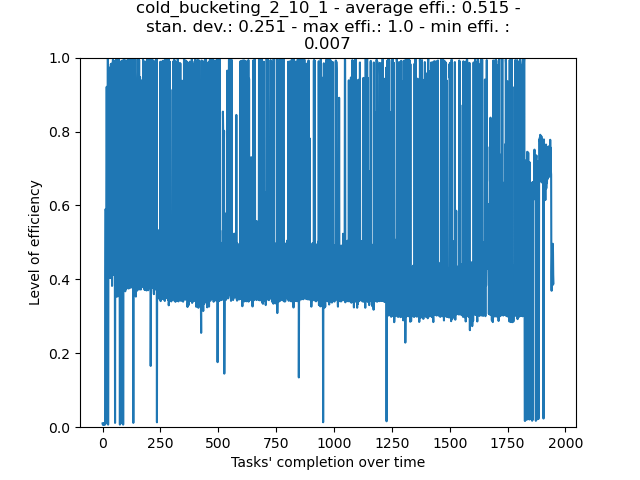 cold_bucketing_2_10_1 - average effi.: 0.515 -
stan. dev.: 0.251 - max effi.: 1.0 - min effi. :
0.007
1.0
0.8
0.6
0.4
0.2
0.0
Level of efficiency
0 250 500 750 1000 1250 1500 1750 2000
Tasks' completion over time